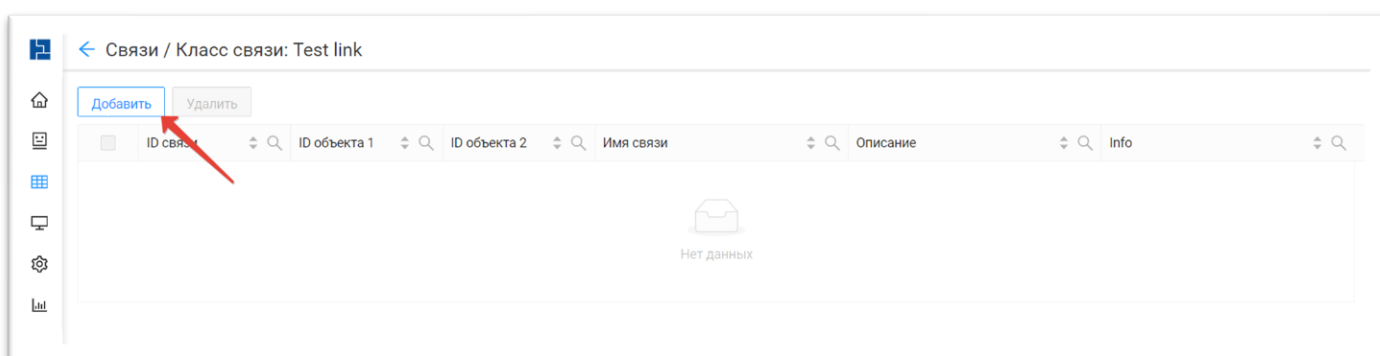 Связи / Класс связи: Test link
Добавить Удалить
ID связи ID объекта 1 ID объекта 2 Имя связи Описание Info
Нет данных